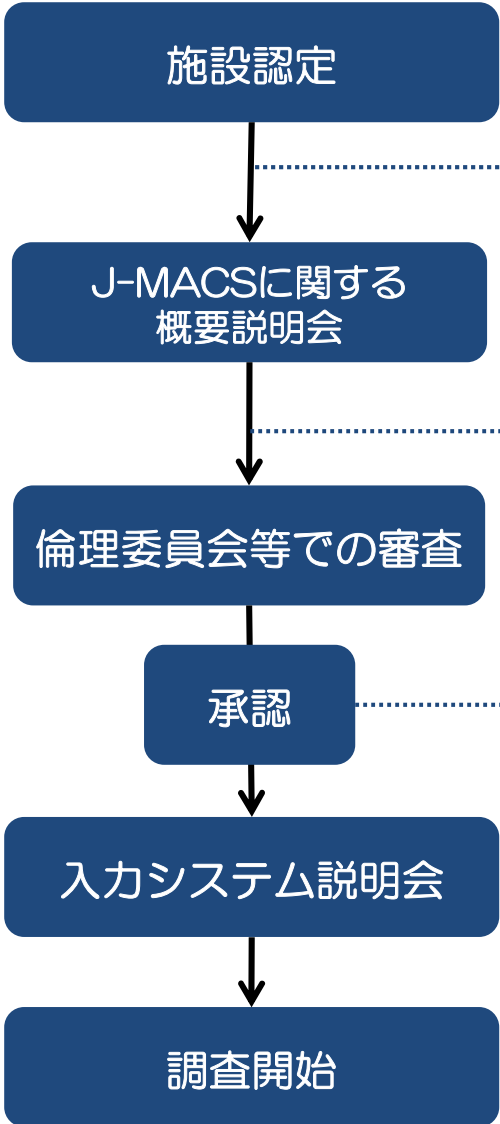 施設認定
J-MACSに関する
概要説明会
倫理委員会等での審査
承認
入力システム説明会
調査開始